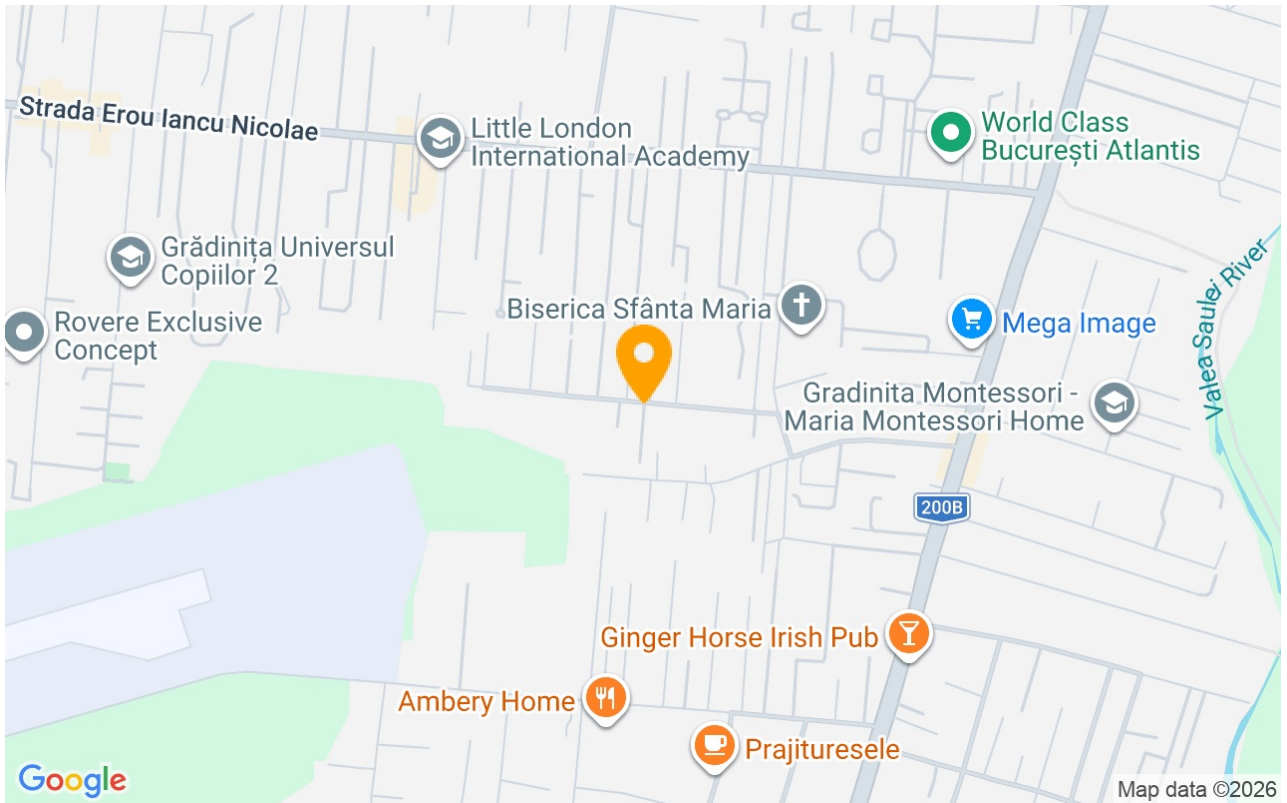 Strada Erou Iancu Nicolae
Little London
International Academy
World Class
București Atlantis
Grădinița Universul
Copiilor 2
Valea Saulei River
Rovere Exclusive
Concept
Biserica Sfânta Maria
Mega Image
Gradinita Montessori -
Maria Montessori Home
200B
Ginger Horse Irish Pub
Ambery Home
Prajituresele
Google
Map data ©2026